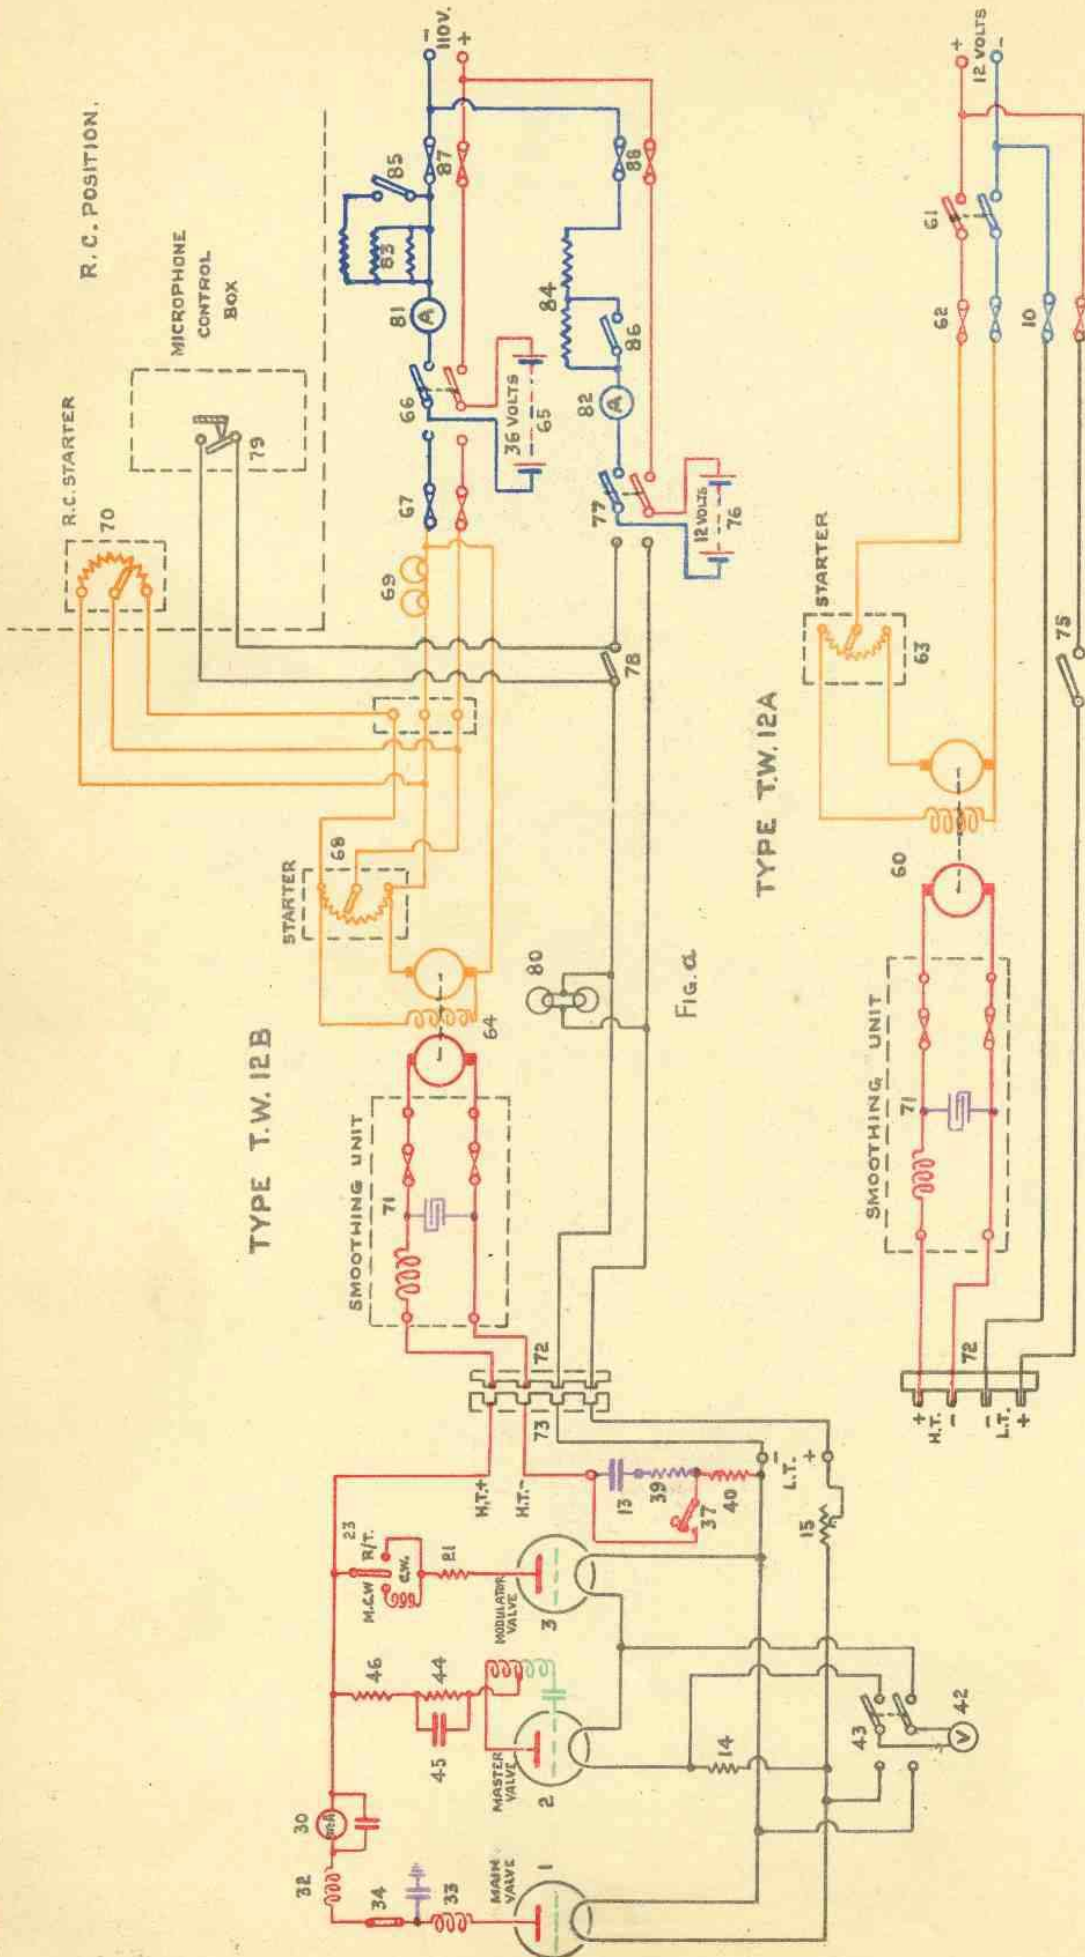 TYPE T.W. 12B
R. C. POSITION.
R.C. STARTER
70
MICROPHONE
CONTROL
BOX
79
STARTER
68
64
SMOOTHING UNIT
71
72
73
69
67
66
81
A
83
85
87
−
110V.
+
36 VOLTS
65
78
77
82
A
86
84
88
12 VOLTS
76
80
FIG. a
H.T.+
H.T.−
23
M.C.W
R/T.
C.W.
21
MODULATOR
VALVE
3
46
44
45
MASTER
VALVE
2
30
32
34
33
MAIN
VALVE
1
13
39
37
40
−
L.T.
+
15
14
43
42
V
TYPE T.W. 12A
STARTER
63
60
SMOOTHING UNIT
71
72
+
H.T.
−
−
L.T.
+
61
62
10
75
+
12 VOLTS
−